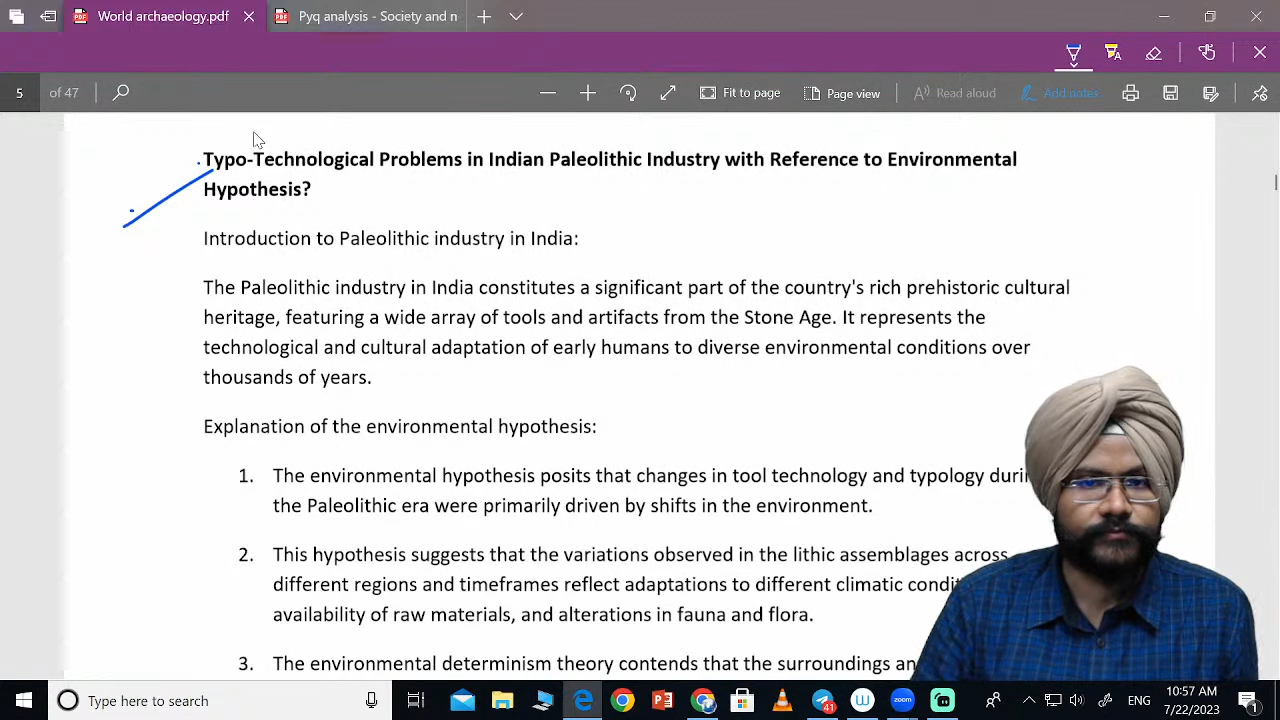 World archaeology.pdf
Pyq analysis - Society and n
5 of 47
Fit to page
Page view
Read aloud
Add notes
Typo-Technological Problems in Indian Paleolithic Industry with Reference to Environmental
Hypothesis?
Introduction to Paleolithic industry in India:
The Paleolithic industry in India constitutes a significant part of the country's rich prehistoric cultural
heritage, featuring a wide array of tools and artifacts from the Stone Age. It represents the
technological and cultural adaptation of early humans to diverse environmental conditions over
thousands of years.
Explanation of the environmental hypothesis:
1. The environmental hypothesis posits that changes in tool technology and typology
the Paleolithic era were primarily driven by shifts in the environment.
2. This hypothesis suggests that the variations observed in the lithic assemblages across
different regions and timeframes reflect adaptations to different climatic
availability of raw materials, and alterations in fauna and flora.
3. The environmental determinism theory contends that the surroundings
Type here to search
41
zoom
ENG
10:57 AM
7/22/2023
1